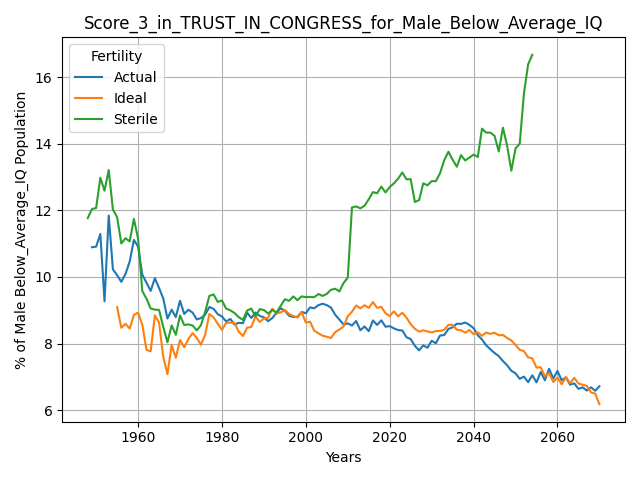 Score_3_in_TRUST_IN_CONGRESS_for_Male_Below_Average_IQ
Fertility
Actual
Ideal
Sterile
% of Male Below_Average_IQ Population
16
14
12
10
8
6
1960 1980 2000 2020 2040 2060
Years